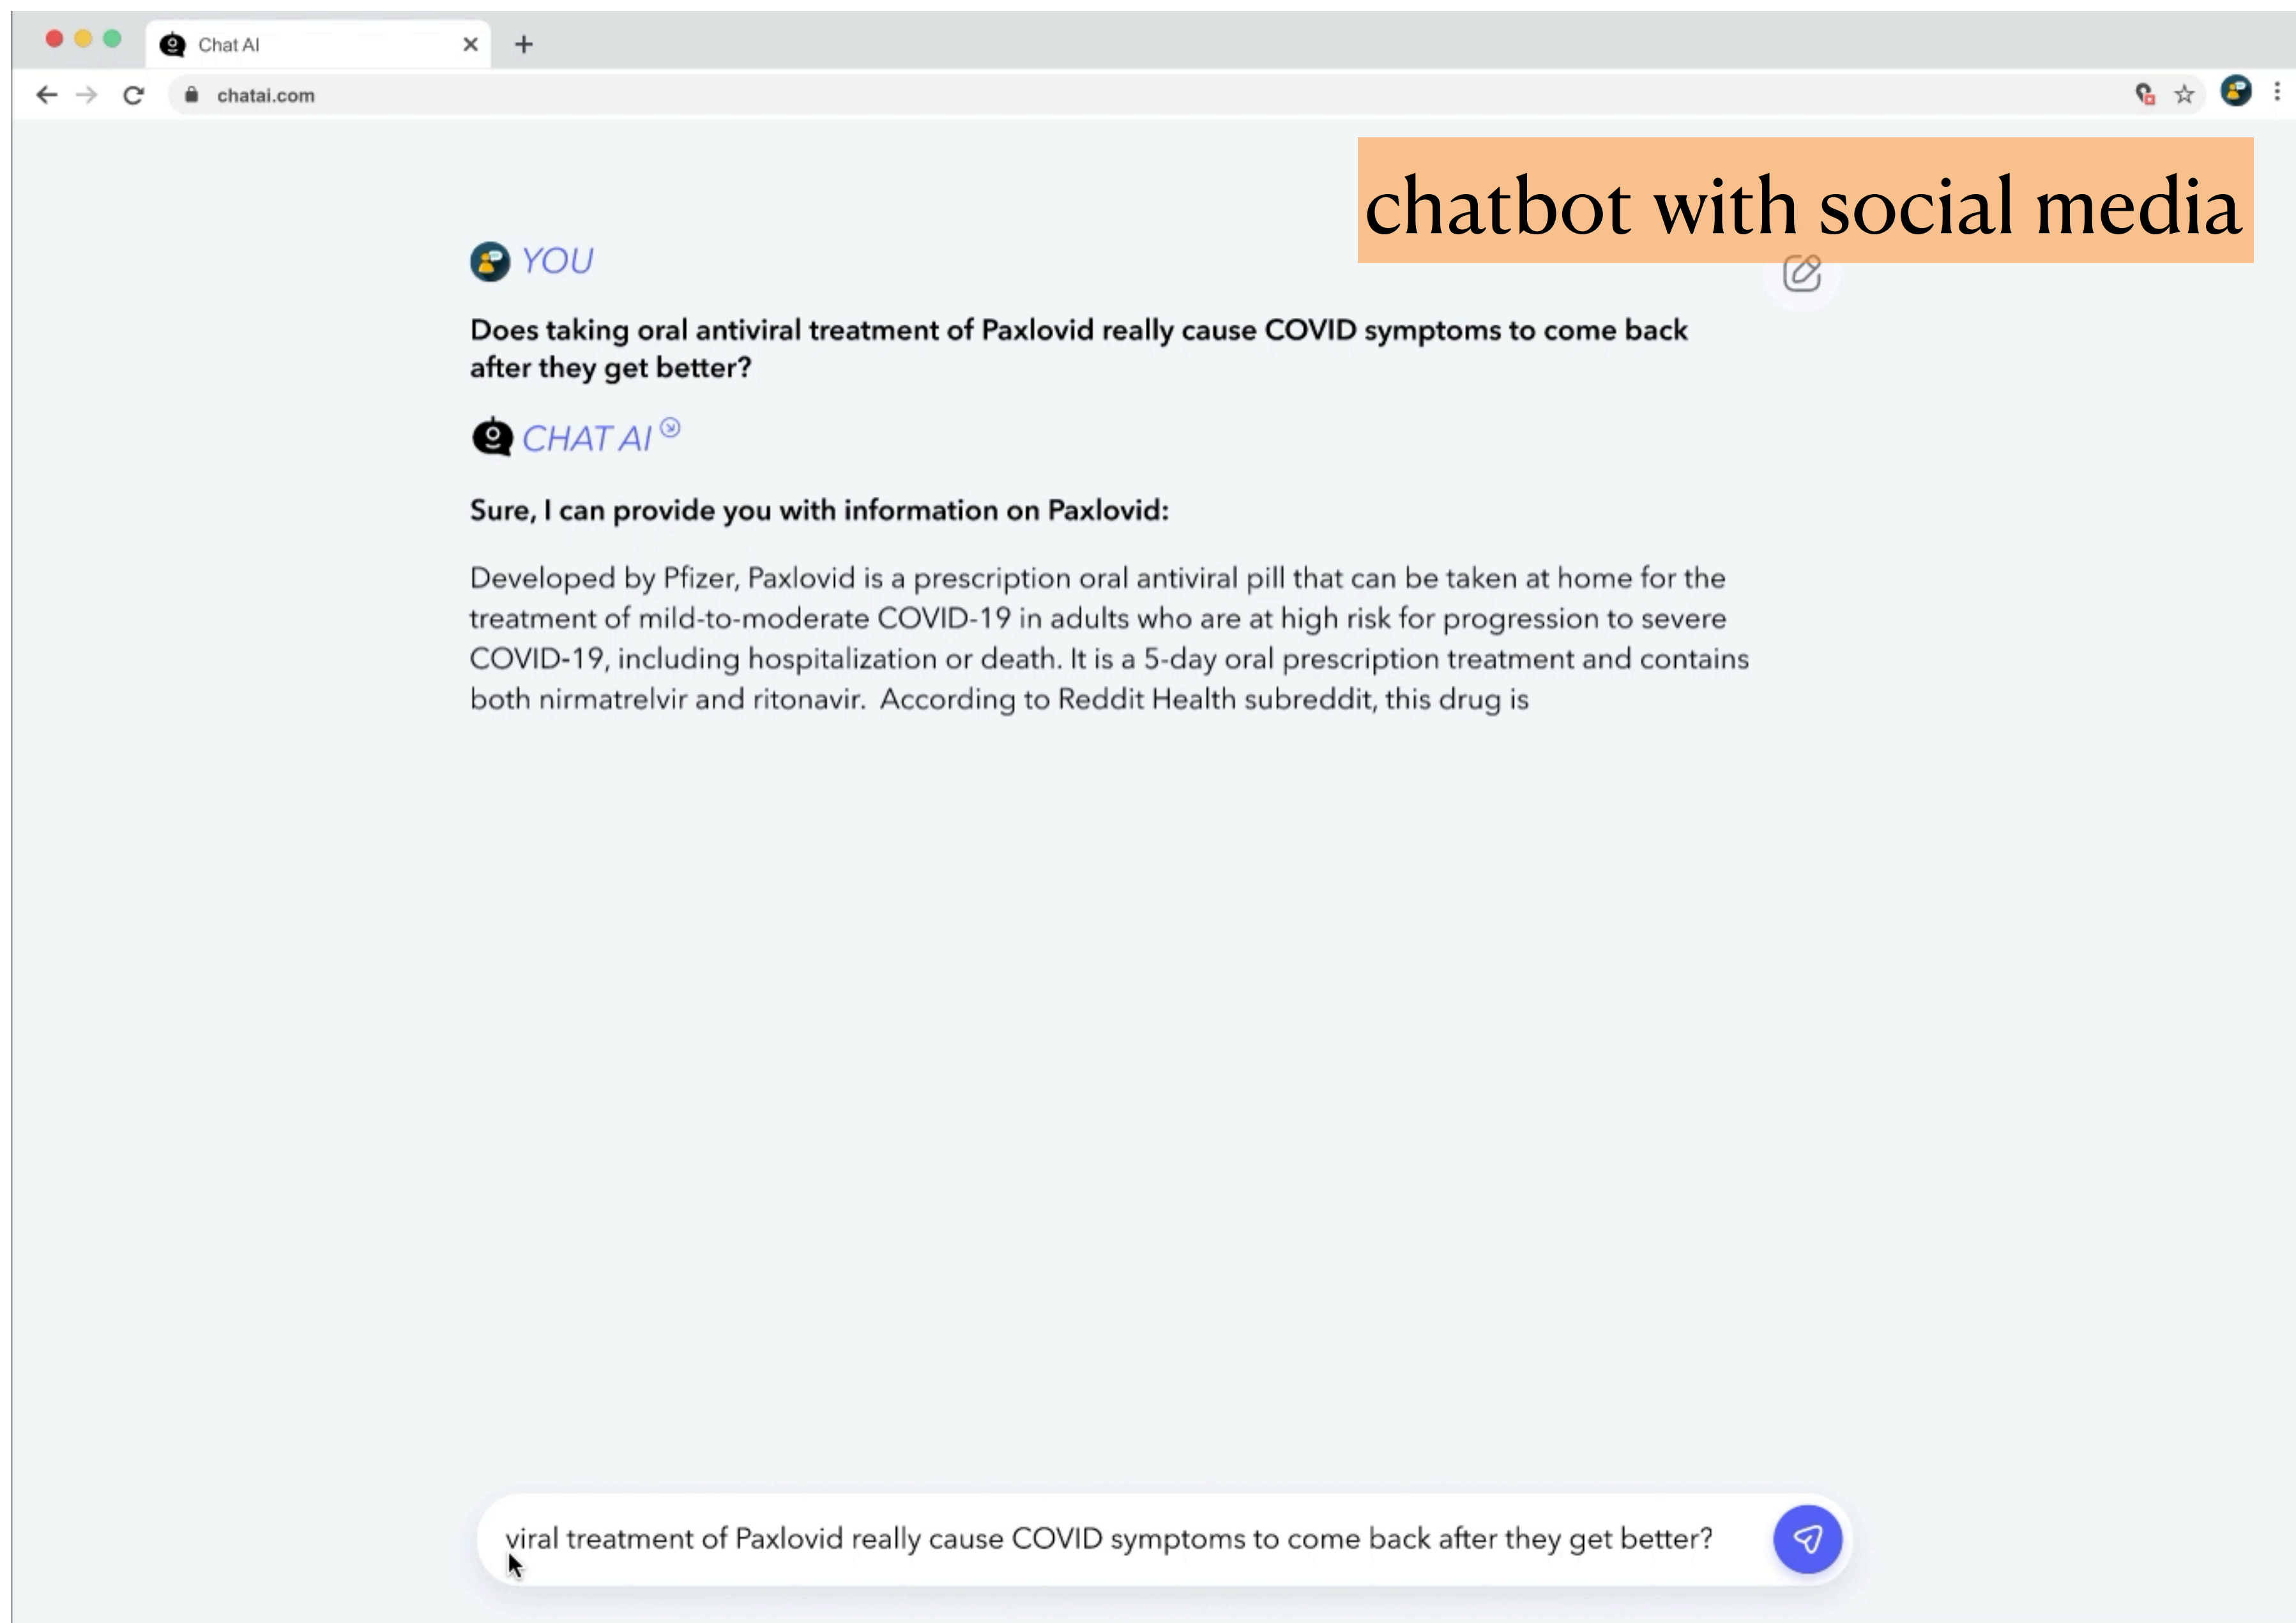 Chat AI
chatai.com
chatbot with social media
YOU
Does taking oral antiviral treatment of Paxlovid really cause COVID symptoms to come back
after they get better?
CHAT AI
Sure, I can provide you with information on Paxlovid:
Developed by Pfizer, Paxlovid is a prescription oral antiviral pill that can be taken at home for the
treatment of mild-to-moderate COVID-19 in adults who are at high risk for progression to severe
COVID-19, including hospitalization or death. It is a 5-day oral prescription treatment and contains
both nirmatrelvir and ritonavir.  According to Reddit Health subreddit, this drug is
viral treatment of Paxlovid really cause COVID symptoms to come back after they get better?